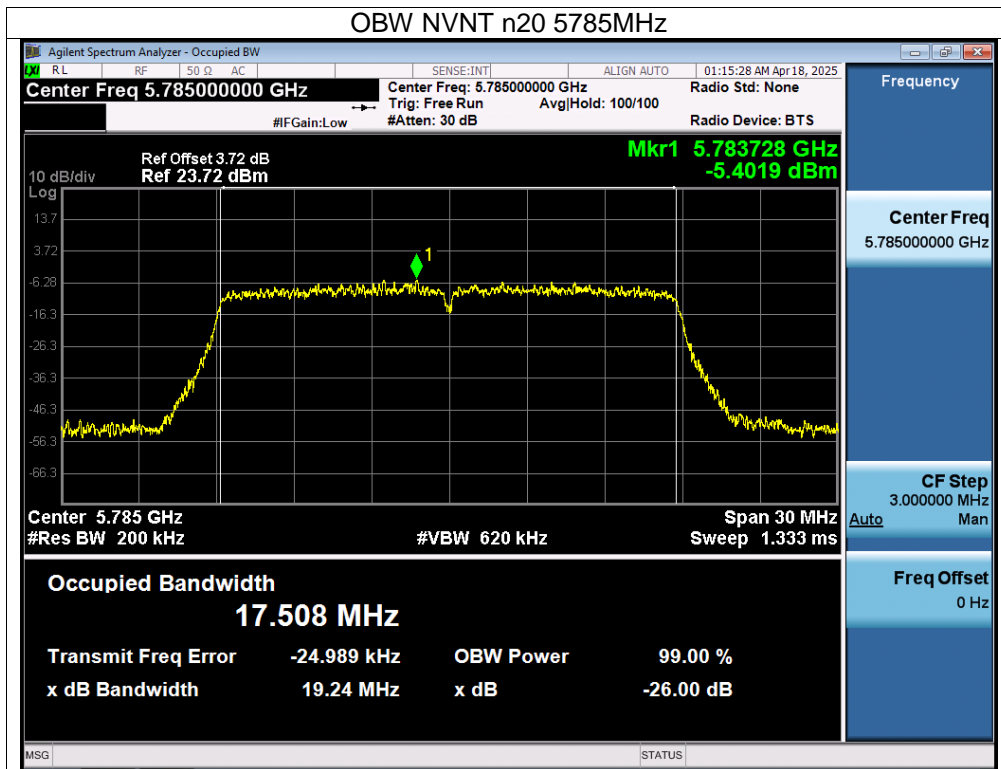 OBW NVNT n20 5785MHz
Agilent Spectrum Analyzer - Occupied BW
LXI RL RF 50 Ω AC SENSE:INT ALIGN AUTO 01:15:28 AM Apr 18, 2025
Center Freq 5.785000000 GHz
Center Freq: 5.785000000 GHz
Radio Std: None
Trig: Free Run Avg|Hold: 100/100
#IFGain:Low #Atten: 30 dB Radio Device: BTS
Frequency
Mkr1 5.783728 GHz
-5.4019 dBm
Ref Offset 3.72 dB
10 dB/div Ref 23.72 dBm
Log
13.7
3.72
-6.28
-16.3
-26.3
-36.3
-46.3
-56.3
-66.3
1
Center 5.785 GHz Span 30 MHz
#Res BW 200 kHz #VBW 620 kHz Sweep 1.333 ms
Center Freq
5.785000000 GHz
CF Step
3.000000 MHz
Auto Man
Freq Offset
0 Hz
Occupied Bandwidth
17.508 MHz
Transmit Freq Error -24.989 kHz OBW Power 99.00 %
x dB Bandwidth 19.24 MHz x dB -26.00 dB
MSG STATUS